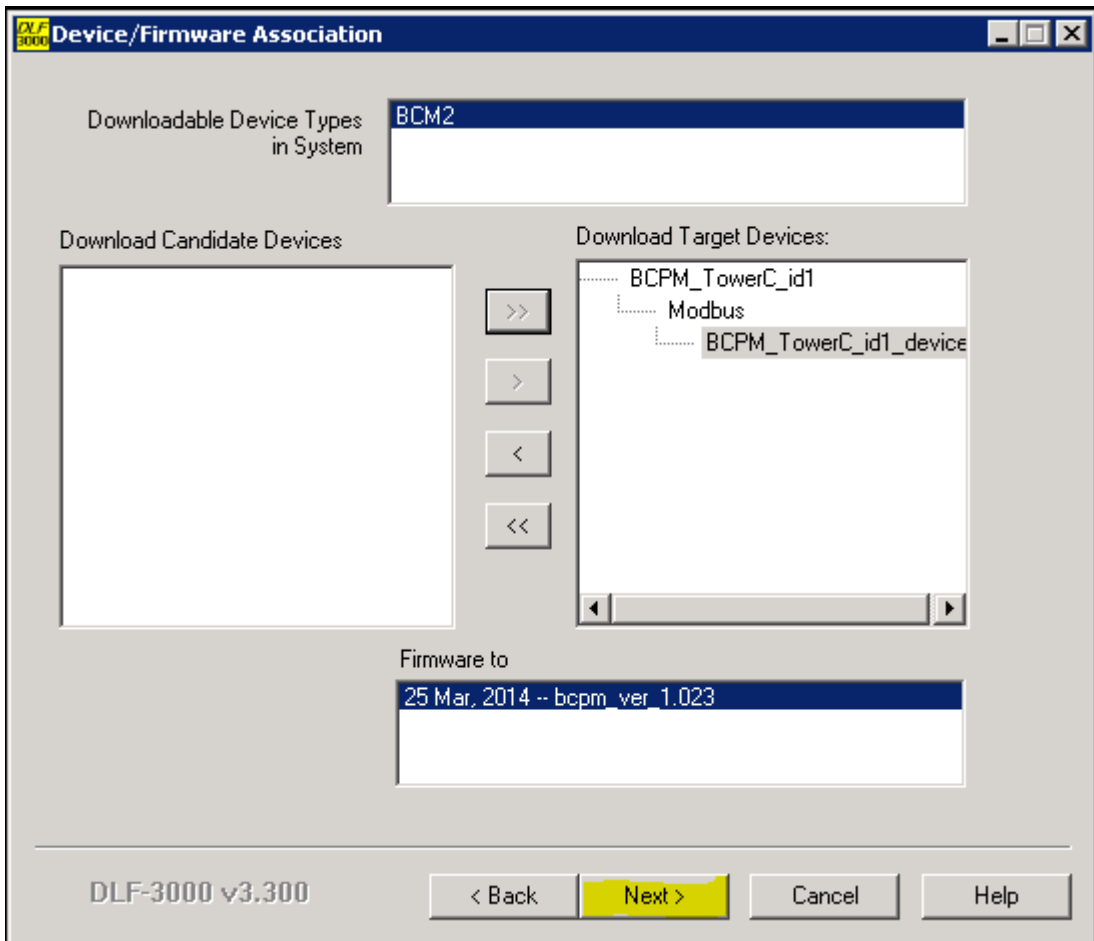 DLF 3000 Device/Firmware Association
Downloadable Device Types
in System
BCM2
Download Candidate Devices
Download Target Devices:
BCPM_TowerC_id1
Modbus
BCPM_TowerC_id1_device
>>
>
<
<<
Firmware to
25 Mar, 2014 -- bcpm_ver_1.023
DLF-3000 v3.300
< Back
Next >
Cancel
Help